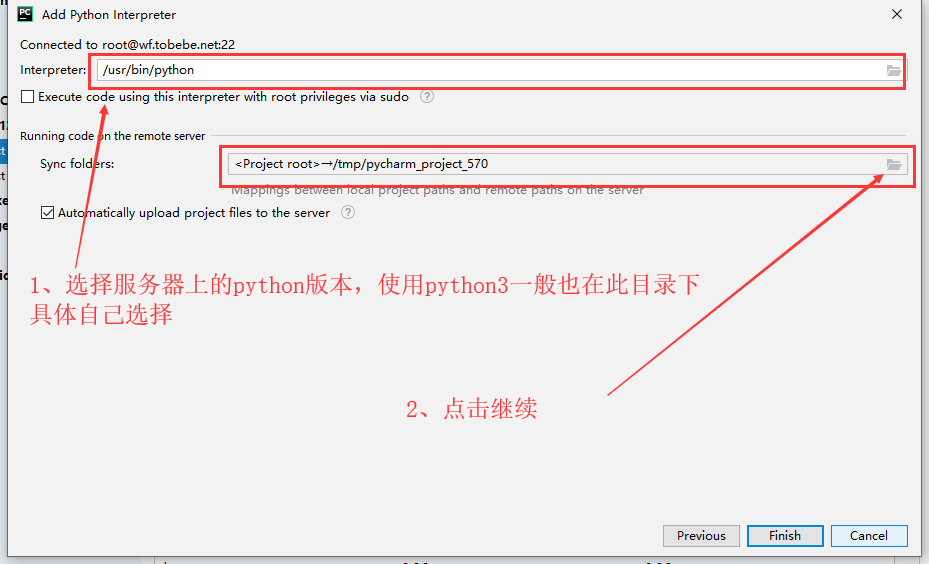 PC Add Python Interpreter
Connected to root@wf.tobebe.net:22
Interpreter: /usr/bin/python
Execute code using this interpreter with root privileges via sudo ?
Running code on the remote server
Sync folders: <Project root>→/tmp/pycharm_project_570
Mappings between local project paths and remote paths on the server
Automatically upload project files to the server ?
1、选择服务器上的python版本，使用python3一般也在此目录下
具体自己选择
2、点击继续
Previous Finish Cancel